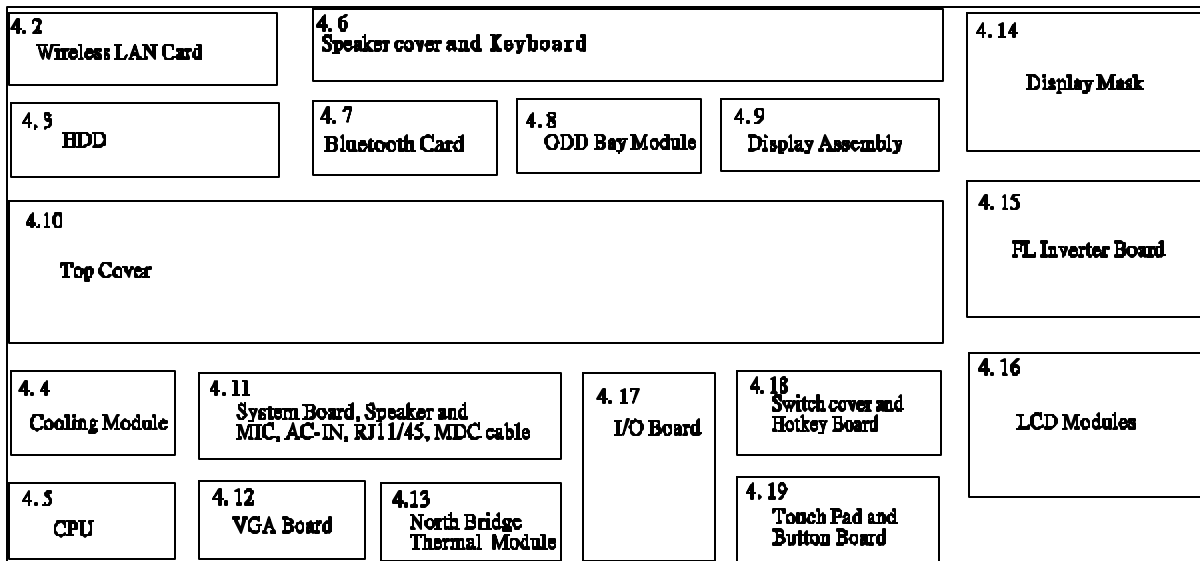 4. 2
Wireless LAN Card
4. 6
Speaker cover and Keyboard
4. 14
Display Mask
4. 3
HDD
4. 7
Bluetooth Card
4. 8
ODD Bay Module
4. 9
Display Assembly
4.10
Top Cover
4. 15
FL Inverter Board
4. 4
Cooling Module
4. 11
System Board, Speaker and
MIC, AC-IN, RJ11/45, MDC cable
4. 17
I/O Board
4. 18
Switch cover and
Hotkey Board
4. 16
LCD Modules
4. 5
CPU
4. 12
VGA Board
4.13
North Bridge
Thermal Module
4. 19
Touch Pad and
Button Board